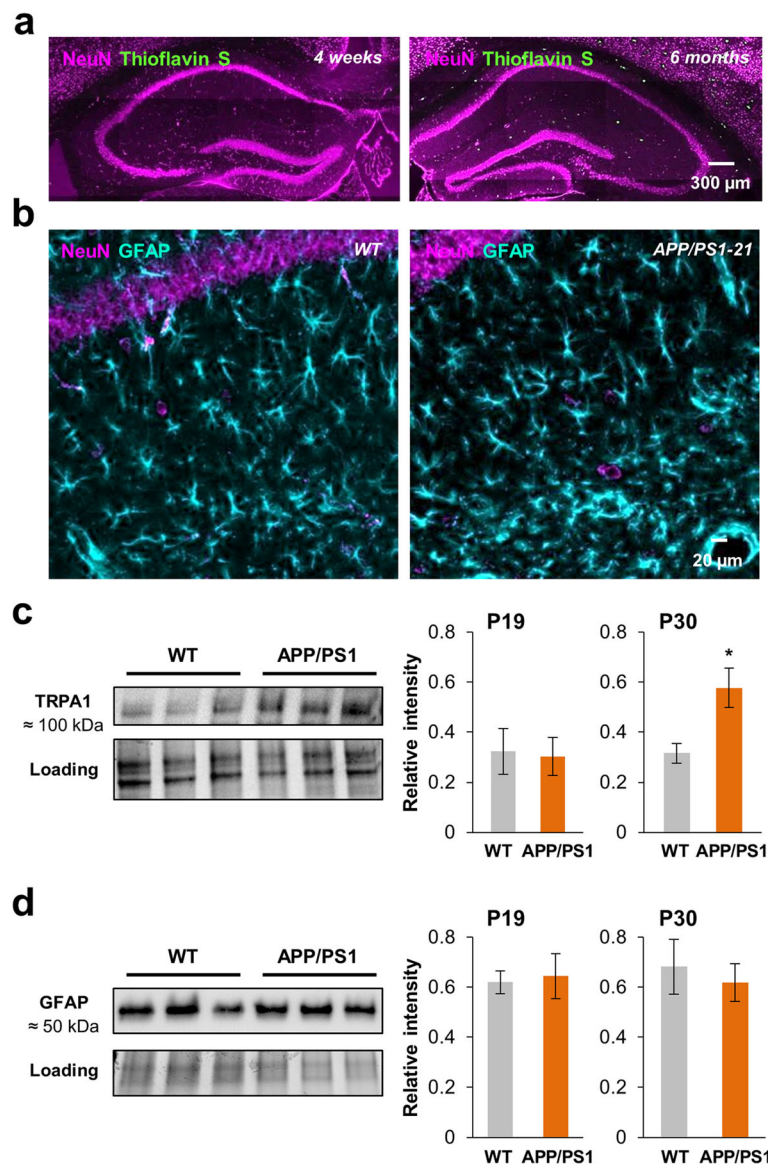 a
NeuN Thioflavin S 4 weeks
NeuN Thioflavin S 6 months
300 µm
b
NeuN GFAP WT
NeuN GFAP APP/PS1-21
20 µm
c
WT APP/PS1
TRPA1
≈ 100 kDa
Loading
Relative intensity
P19
0.8
0.6
0.4
0.2
0
WT APP/PS1
P30
0.8
0.6
0.4
0.2
0
*
WT APP/PS1
d
WT APP/PS1
GFAP
≈ 50 kDa
Loading
Relative intensity
P19
0.8
0.6
0.4
0.2
0
WT APP/PS1
P30
0.8
0.6
0.4
0.2
0
WT APP/PS1